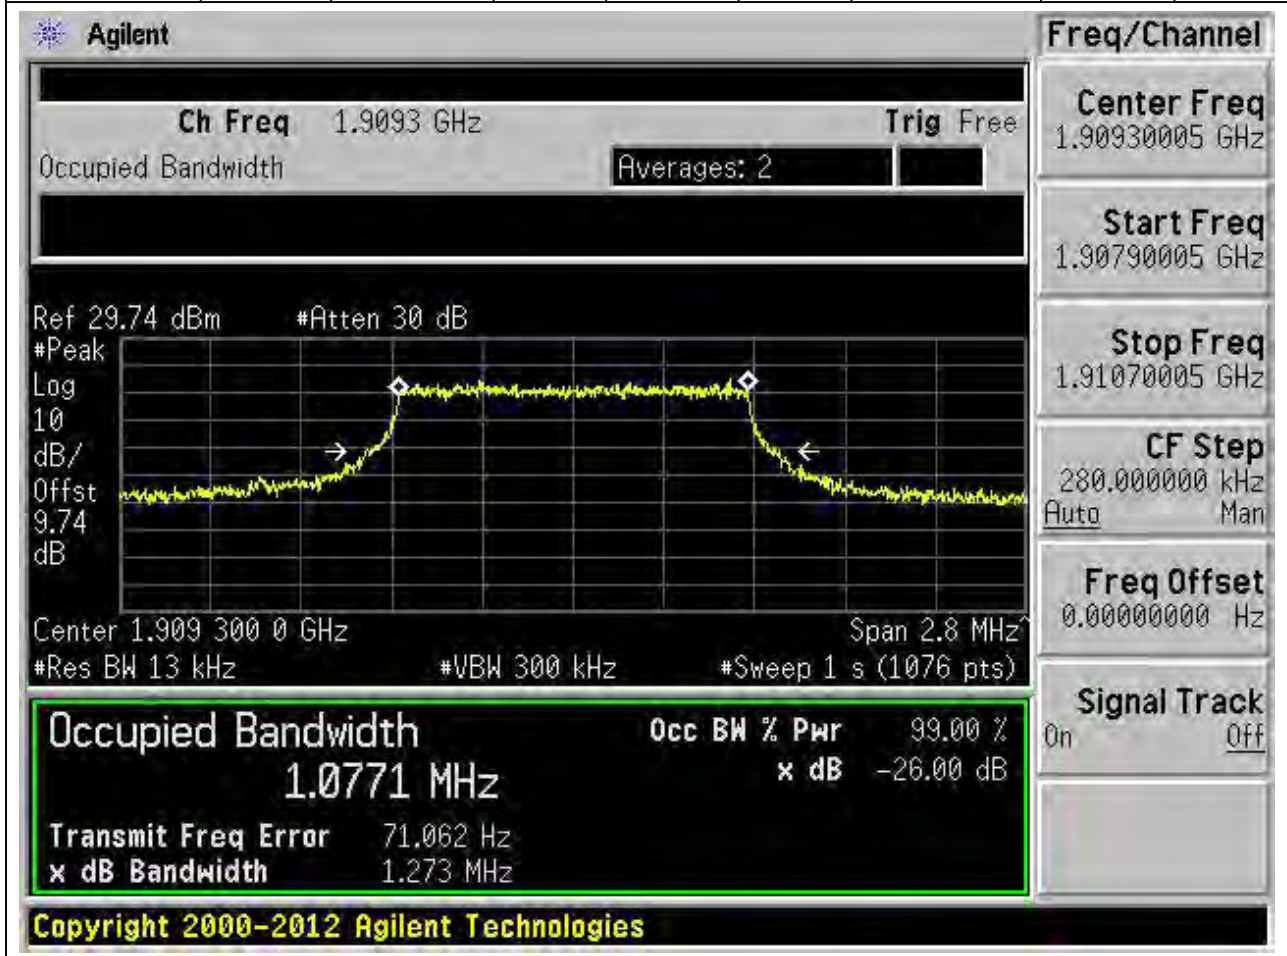 Agilent
Freq/Channel
Ch Freq 1.9093 GHz Trig Free
Occupied Bandwidth Averages: 2
Center Freq
1.90930005 GHz
Start Freq
1.90790005 GHz
Stop Freq
1.91070005 GHz
CF Step
280.000000 kHz
Auto Man
Freq Offset
0.00000000 Hz
Signal Track
On Off
Ref 29.74 dBm #Atten 30 dB
#Peak
Log
10
dB/
Offst
9.74
dB
Center 1.909 300 0 GHz Span 2.8 MHz^
#Res BW 13 kHz #VBW 300 kHz #Sweep 1 s (1076 pts)
Occupied Bandwidth Occ BW % Pwr 99.00 %
1.0771 MHz x dB -26.00 dB
Transmit Freq Error 71.062 Hz
x dB Bandwidth 1.273 MHz
Copyright 2000-2012 Agilent Technologies